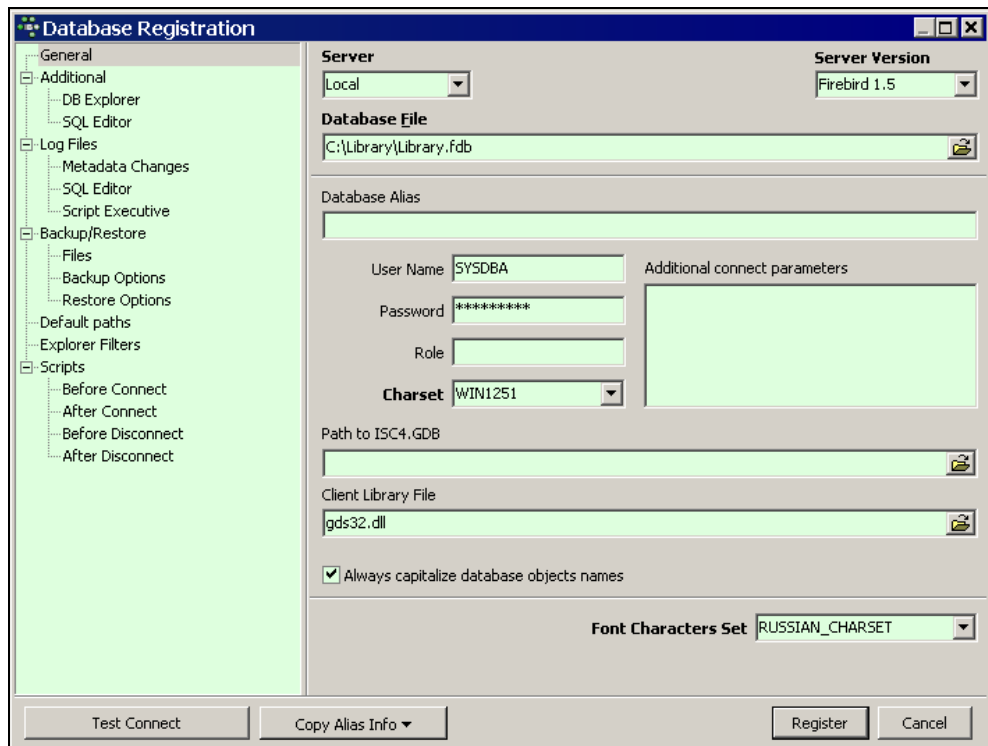 Database Registration
General
Additional
DB Explorer
SQL Editor
Log Files
Metadata Changes
SQL Editor
Script Executive
Backup/Restore
Files
Backup Options
Restore Options
Default paths
Explorer Filters
Scripts
Before Connect
After Connect
Before Disconnect
After Disconnect
Server
Server Version
Local
Firebird 1.5
Database File
C:\Library\Library.fdb
Database Alias
User Name SYSDBA
Additional connect parameters
Password *********
Role
Charset WIN1251
Path to ISC4.GDB
Client Library File
gds32.dll
Always capitalize database objects names
Font Characters Set RUSSIAN_CHARSET
Test Connect
Copy Alias Info
Register
Cancel